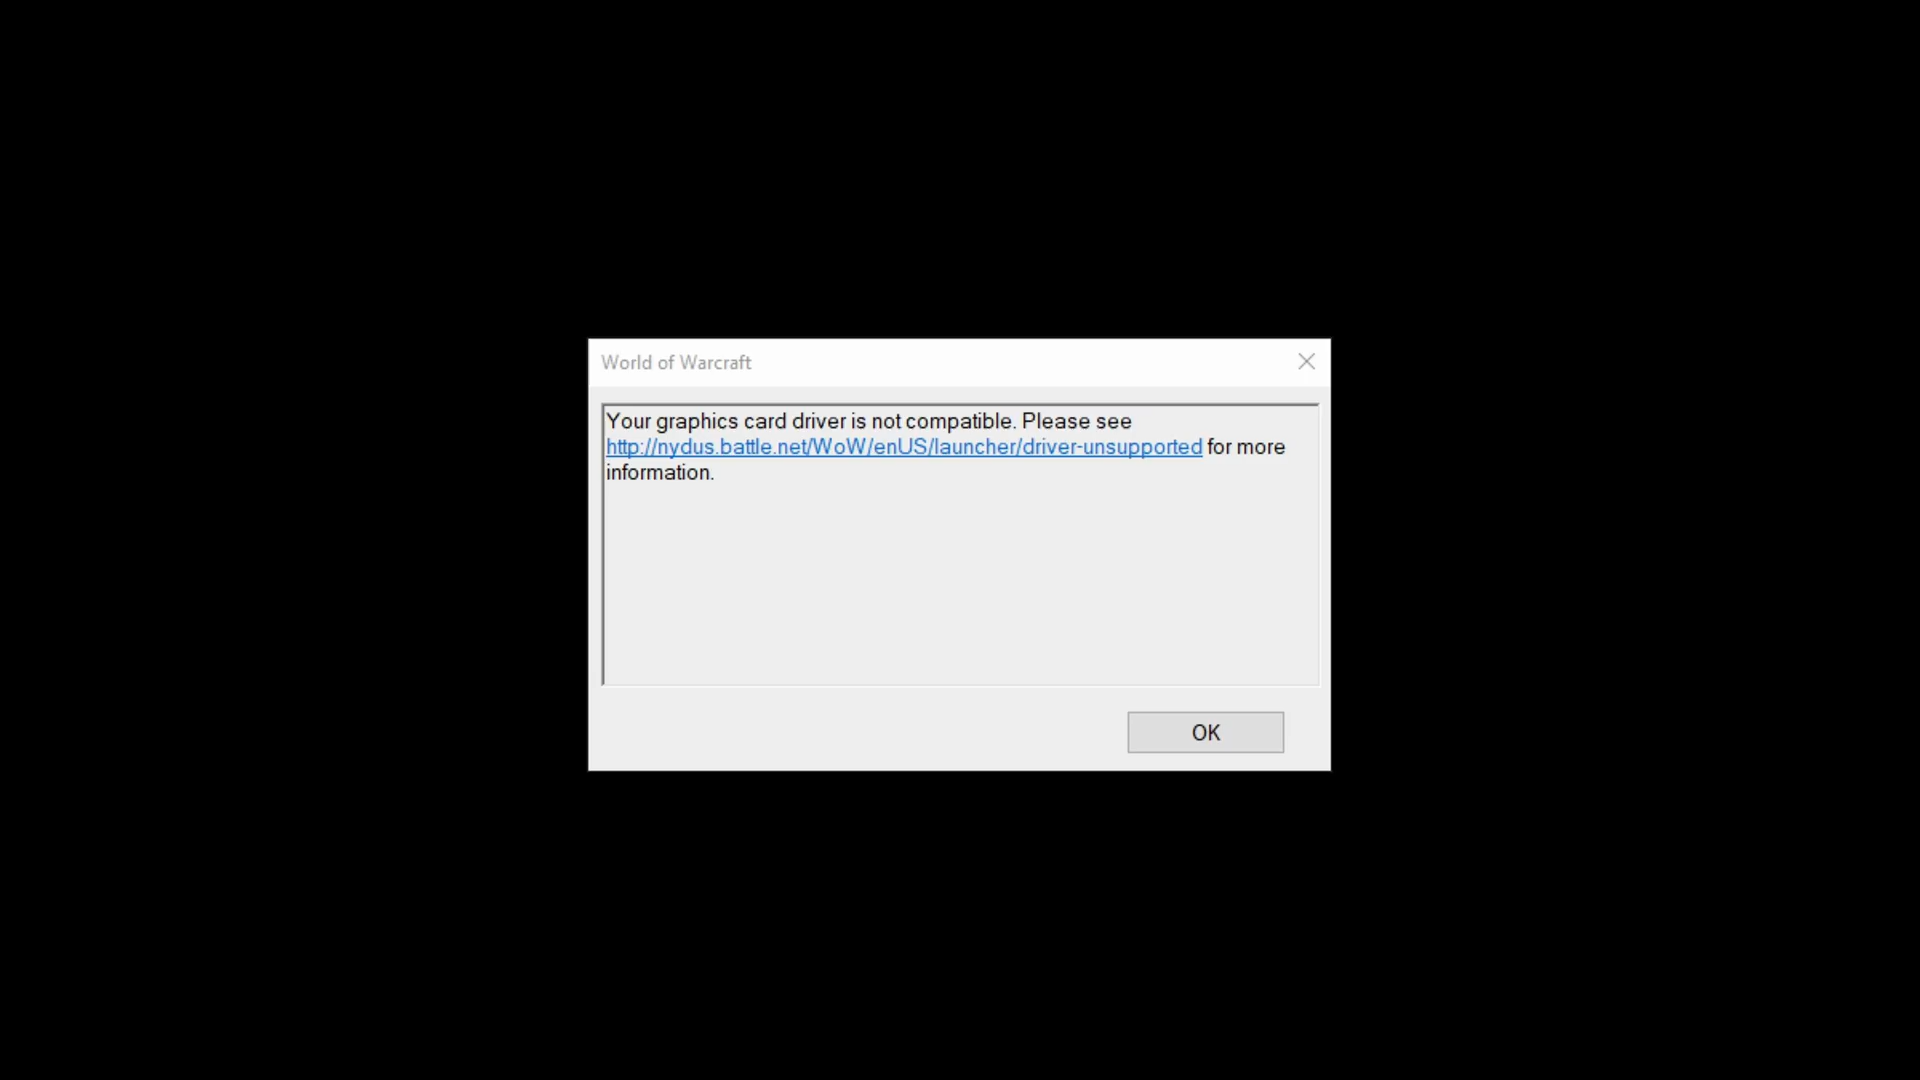 World of Warcraft
Your graphics card driver is not compatible. Please see
http://nydus.battle.net/WoW/enUS/launcher/driver-unsupported for more
information.
OK